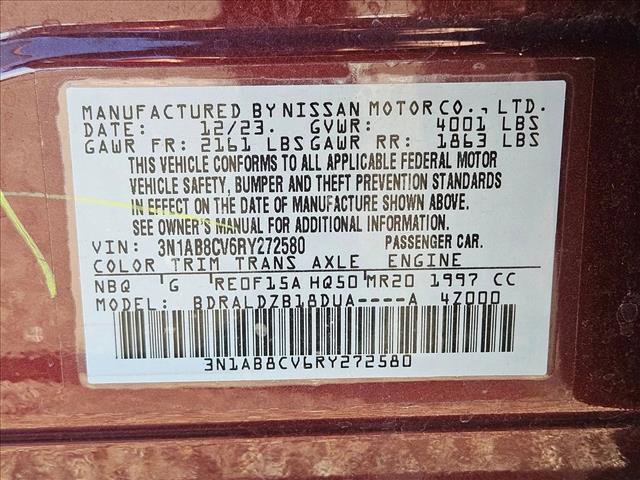 MANUFACTURED BY NISSAN MOTOR CO., LTD.
DATE: 12/23. GVWR: 4001 LBS
GAWR FR: 2161 LBS GAWR RR: 1863 LBS
THIS VEHICLE CONFORMS TO ALL APPLICABLE FEDERAL MOTOR
VEHICLE SAFETY, BUMPER AND THEFT PREVENTION STANDARDS
IN EFFECT ON THE DATE OF MANUFACTURE SHOWN ABOVE.
SEE OWNER'S MANUAL FOR ADDITIONAL INFORMATION.
VIN: 3N1AB8CV6RY272580 PASSENGER CAR.
COLOR TRIM TRANS AXLE ENGINE
NBQ G RE0F15A HQ50 MR20 1997 CC
MODEL: BDRALDZB18DUA----A 4Z000
3N1AB8CV6RY272580